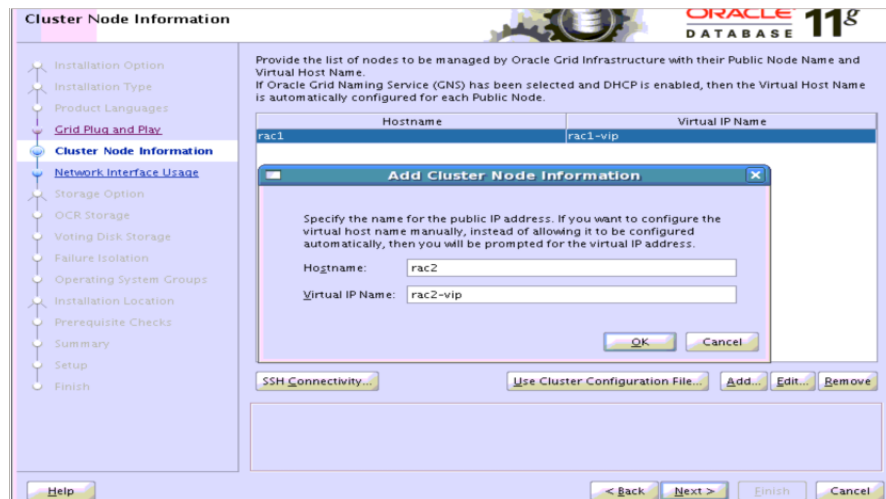 Cluster Node Information
ORACLE 11g
DATABASE
Installation Option
Installation Type
Product Languages
Grid Plug and Play
Cluster Node Information
Network Interface Usage
Storage Option
OCR Storage
Voting Disk Storage
Failure Isolation
Operating System Groups
Installation Location
Prerequisite Checks
Summary
Setup
Finish
Provide the list of nodes to be managed by Oracle Grid Infrastructure with their Public Node Name and
Virtual Host Name.
If Oracle Grid Naming Service (GNS) has been selected and DHCP is enabled, then the Virtual Host Name
is automatically configured for each Public Node.
Hostname Virtual IP Name
rac1 rac1-vip
Add Cluster Node Information
Specify the name for the public IP address. If you want to configure the
virtual host name manually, instead of allowing it to be configured
automatically, then you will be prompted for the virtual IP address.
Hostname: rac2
Virtual IP Name: rac2-vip
OK Cancel
SSH Connectivity... Use Cluster Configuration File... Add... Edit... Remove
Help < Back Next > Finish Cancel